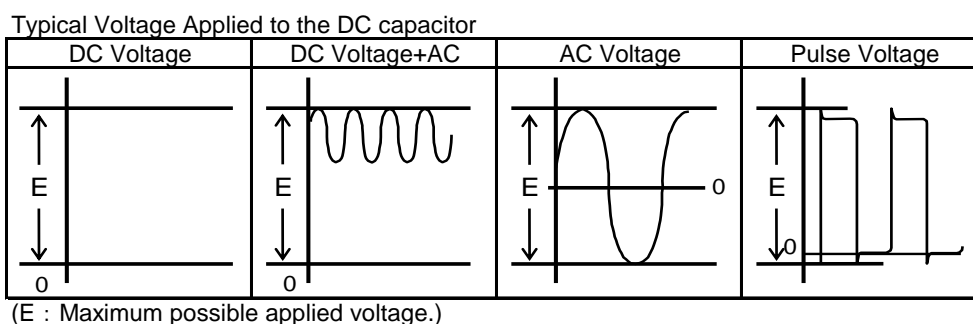 Typical Voltage Applied to the DC capacitor
DC Voltage DC Voltage+AC AC Voltage Pulse Voltage
E E E E
0 0 0 0
(E：Maximum possible applied voltage.)